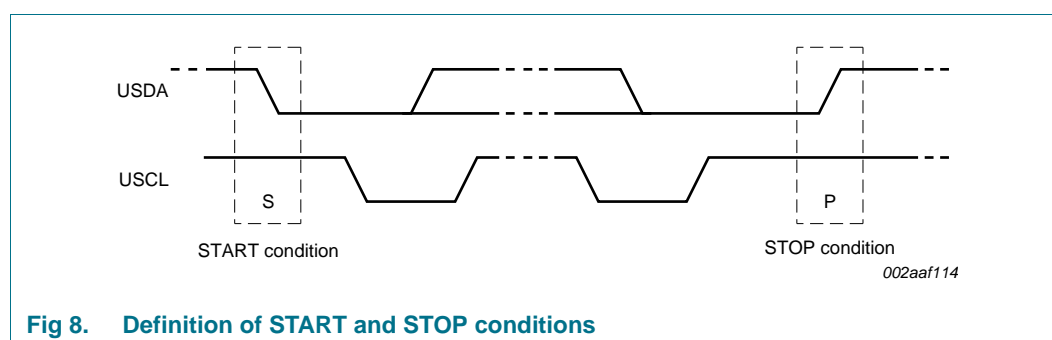 USDA
USCL
S
P
START condition
STOP condition
002aaf114
Fig 8. Definition of START and STOP conditions